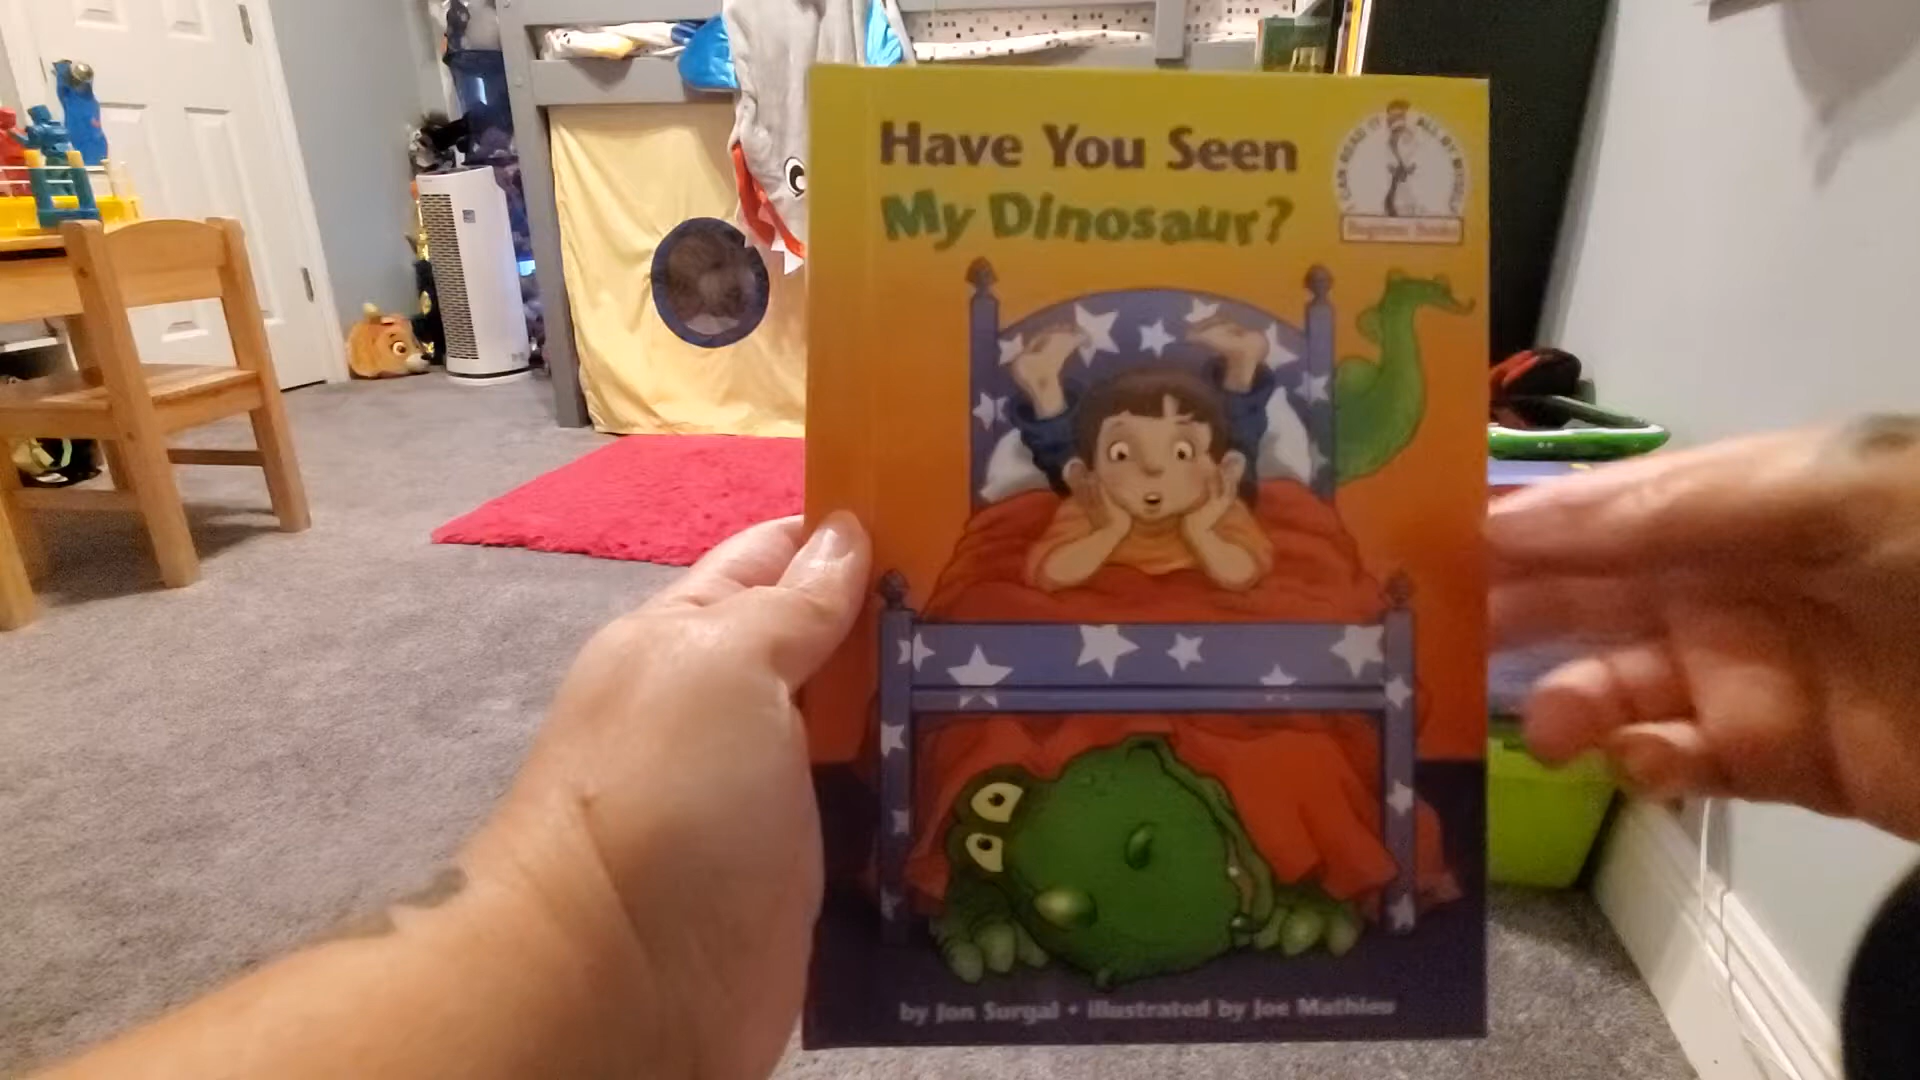 Have You Seen
My Dinosaur?
I CAN READ IT ALL BY MYSELF
Beginner Books
by Jon Surgal • illustrated by Joe Mathieu